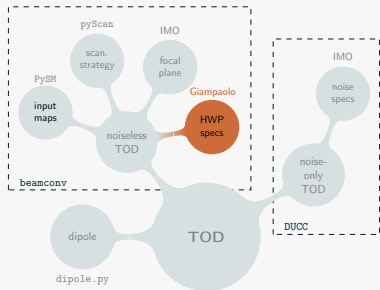 pyScan
IMO
scan.
strategy
focal
plane
PySM
input
maps
Giampaolo
noiseless
TOD
HWP
specs
beamconv
IMO
noise
specs
noise-
only
TOD
DUCC
dipole
TOD
dipole.py